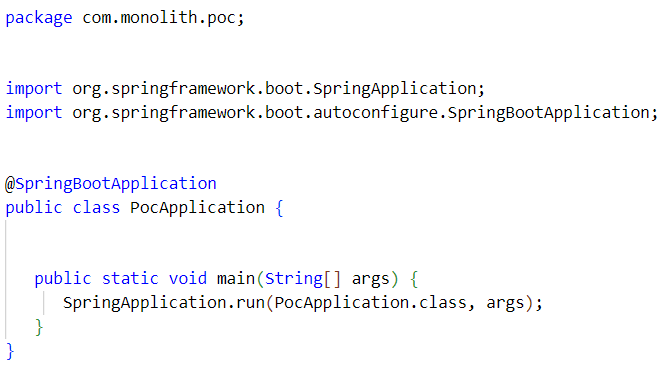 package com.monolith.poc;
import org.springframework.boot.SpringApplication;
import org.springframework.boot.autoconfigure.SpringBootApplication;
@SpringBootApplication
public class PocApplication {
public static void main(String[] args) {
SpringApplication.run(PocApplication.class, args);
}
}